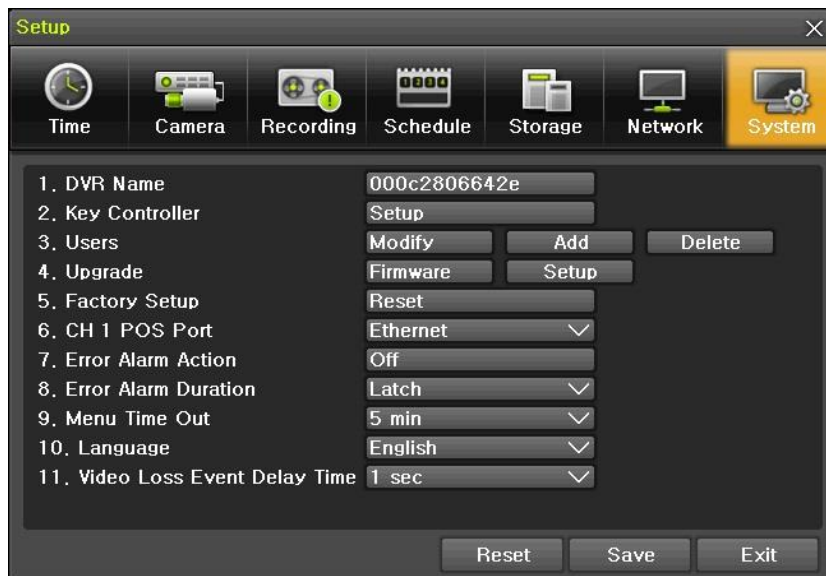 Setup
Time Camera Recording Schedule Storage Network System
1. DVR Name 000c2806642e
2. Key Controller Setup
3. Users Modify Add Delete
4. Upgrade Firmware Setup
5. Factory Setup Reset
6. CH 1 POS Port Ethernet
7. Error Alarm Action Off
8. Error Alarm Duration Latch
9. Menu Time Out 5 min
10. Language English
11. Video Loss Event Delay Time 1 sec
Reset Save Exit